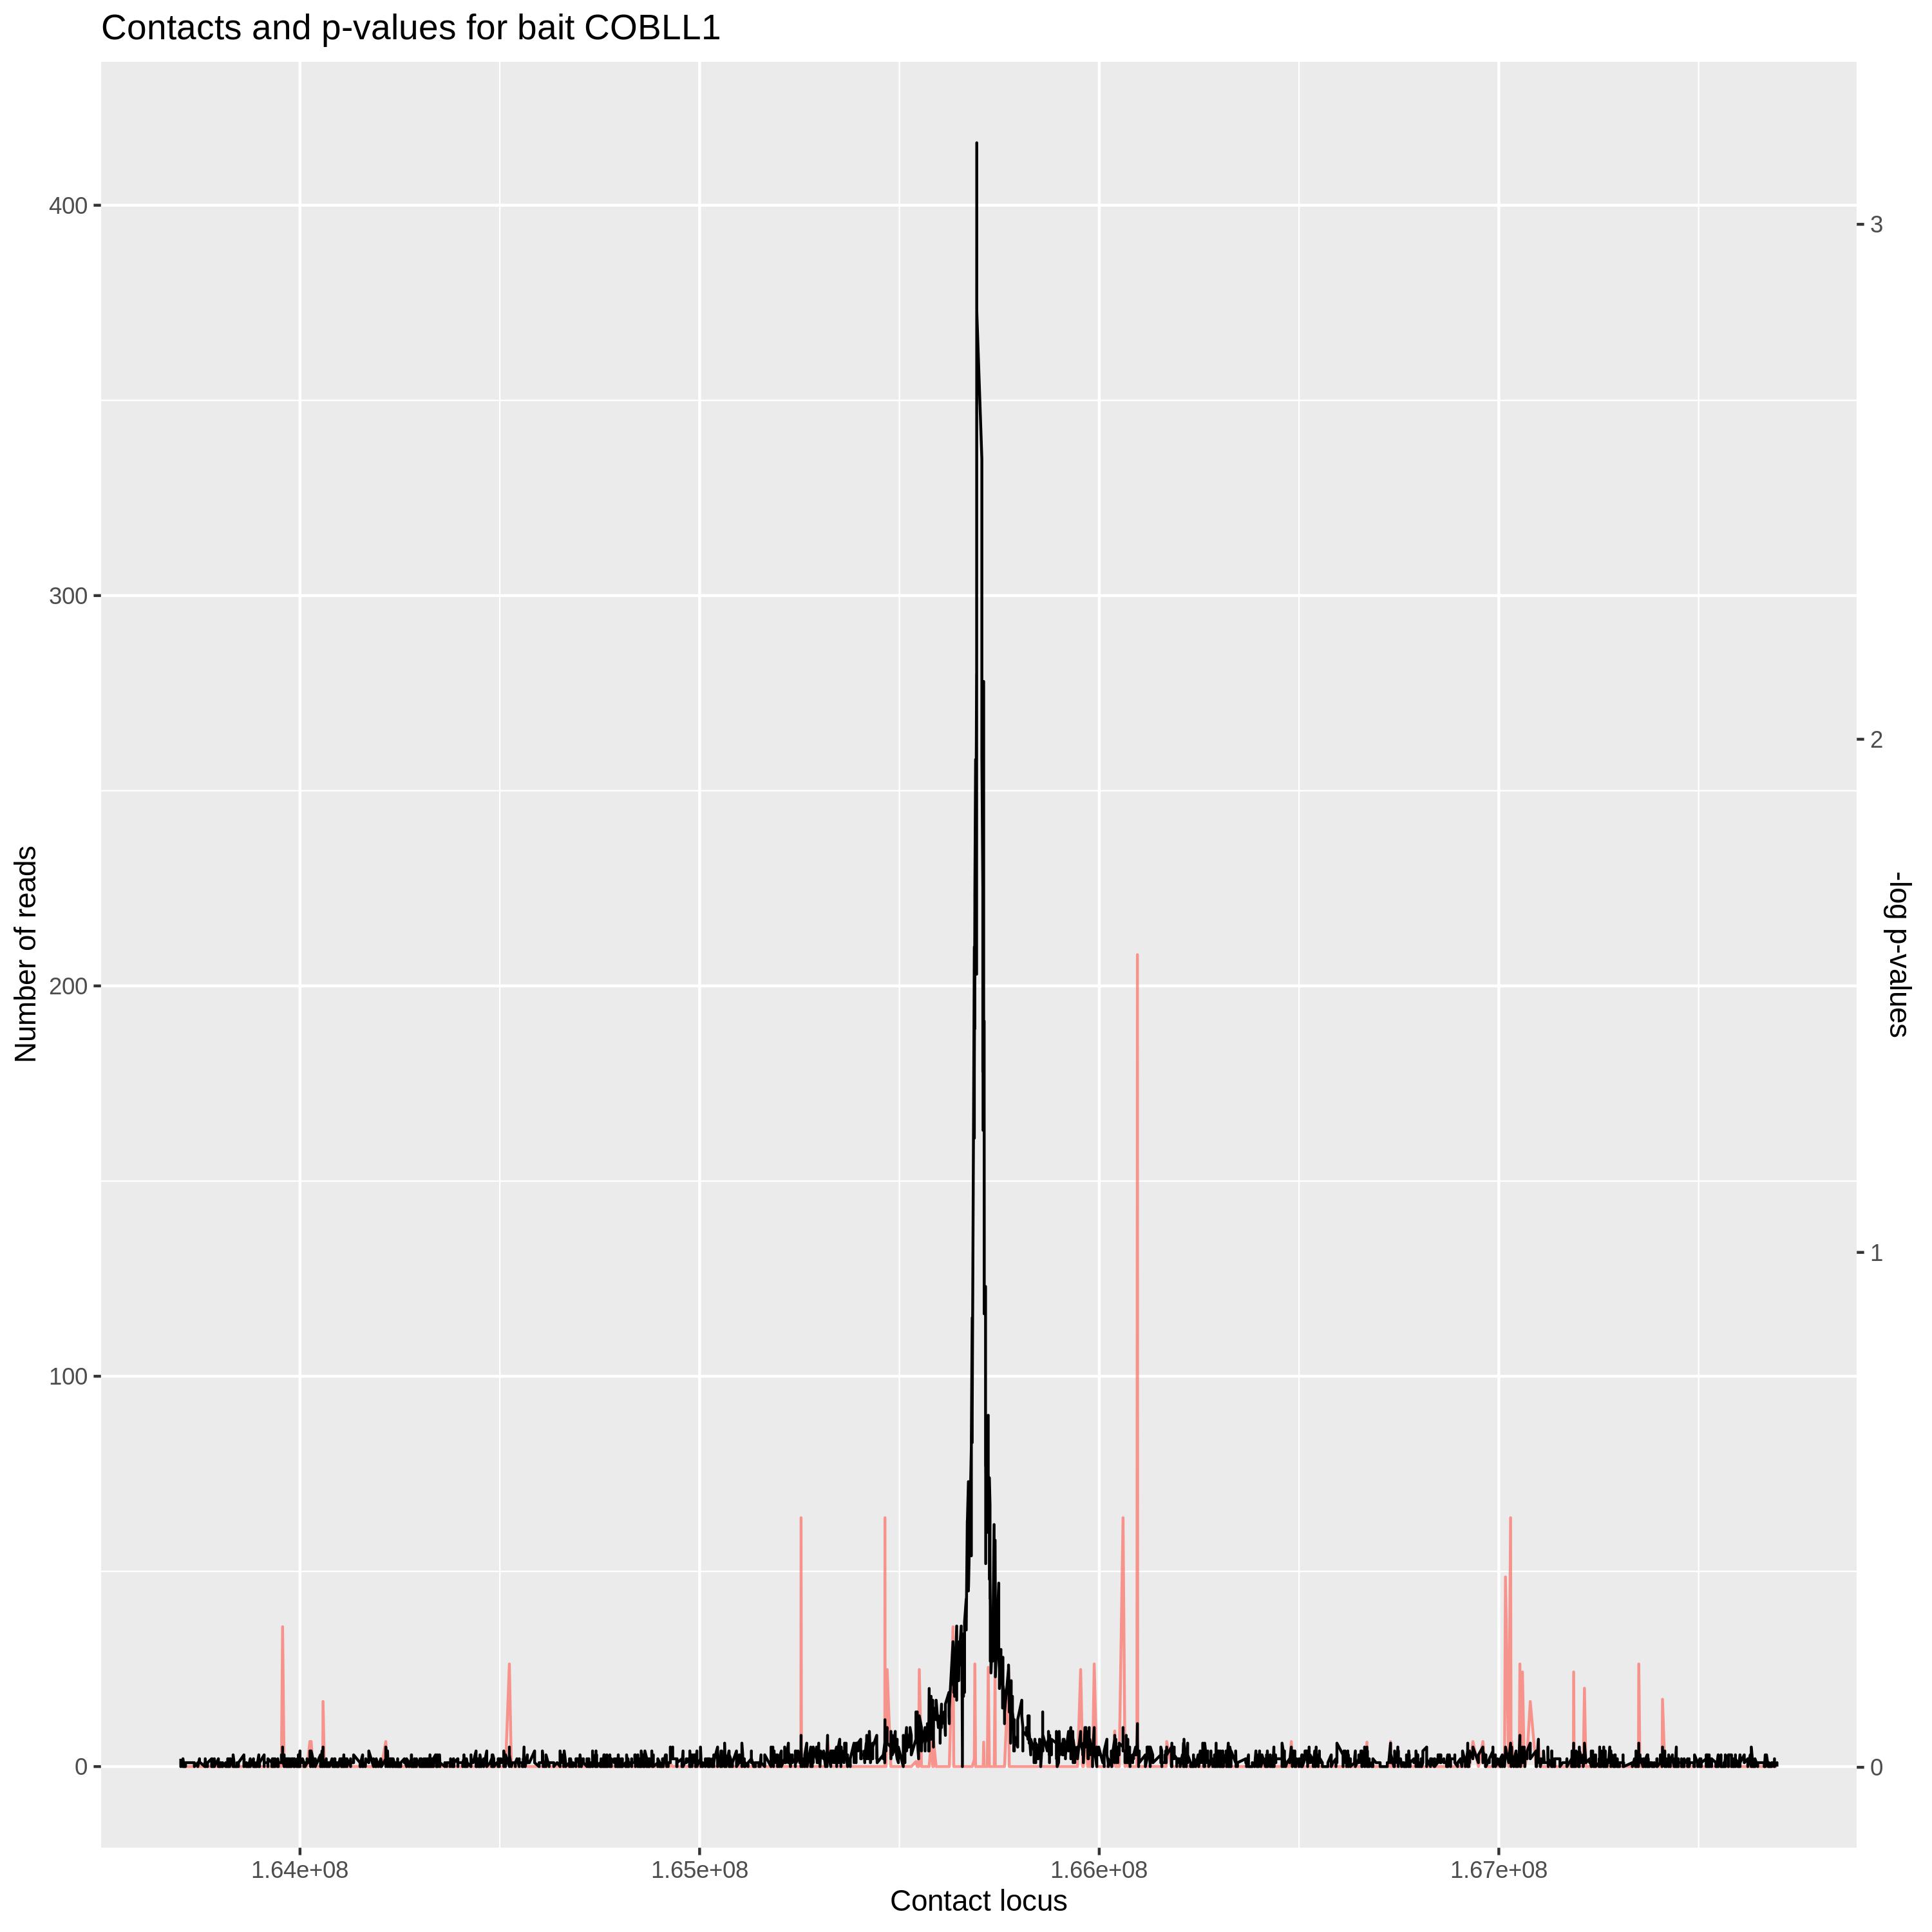 Contacts and p-values for bait COBLL1
400
300
200
100
0
Number of reads
3
2
1
0
-log p-values
1.64e+08 1.65e+08 1.66e+08 1.67e+08
Contact locus